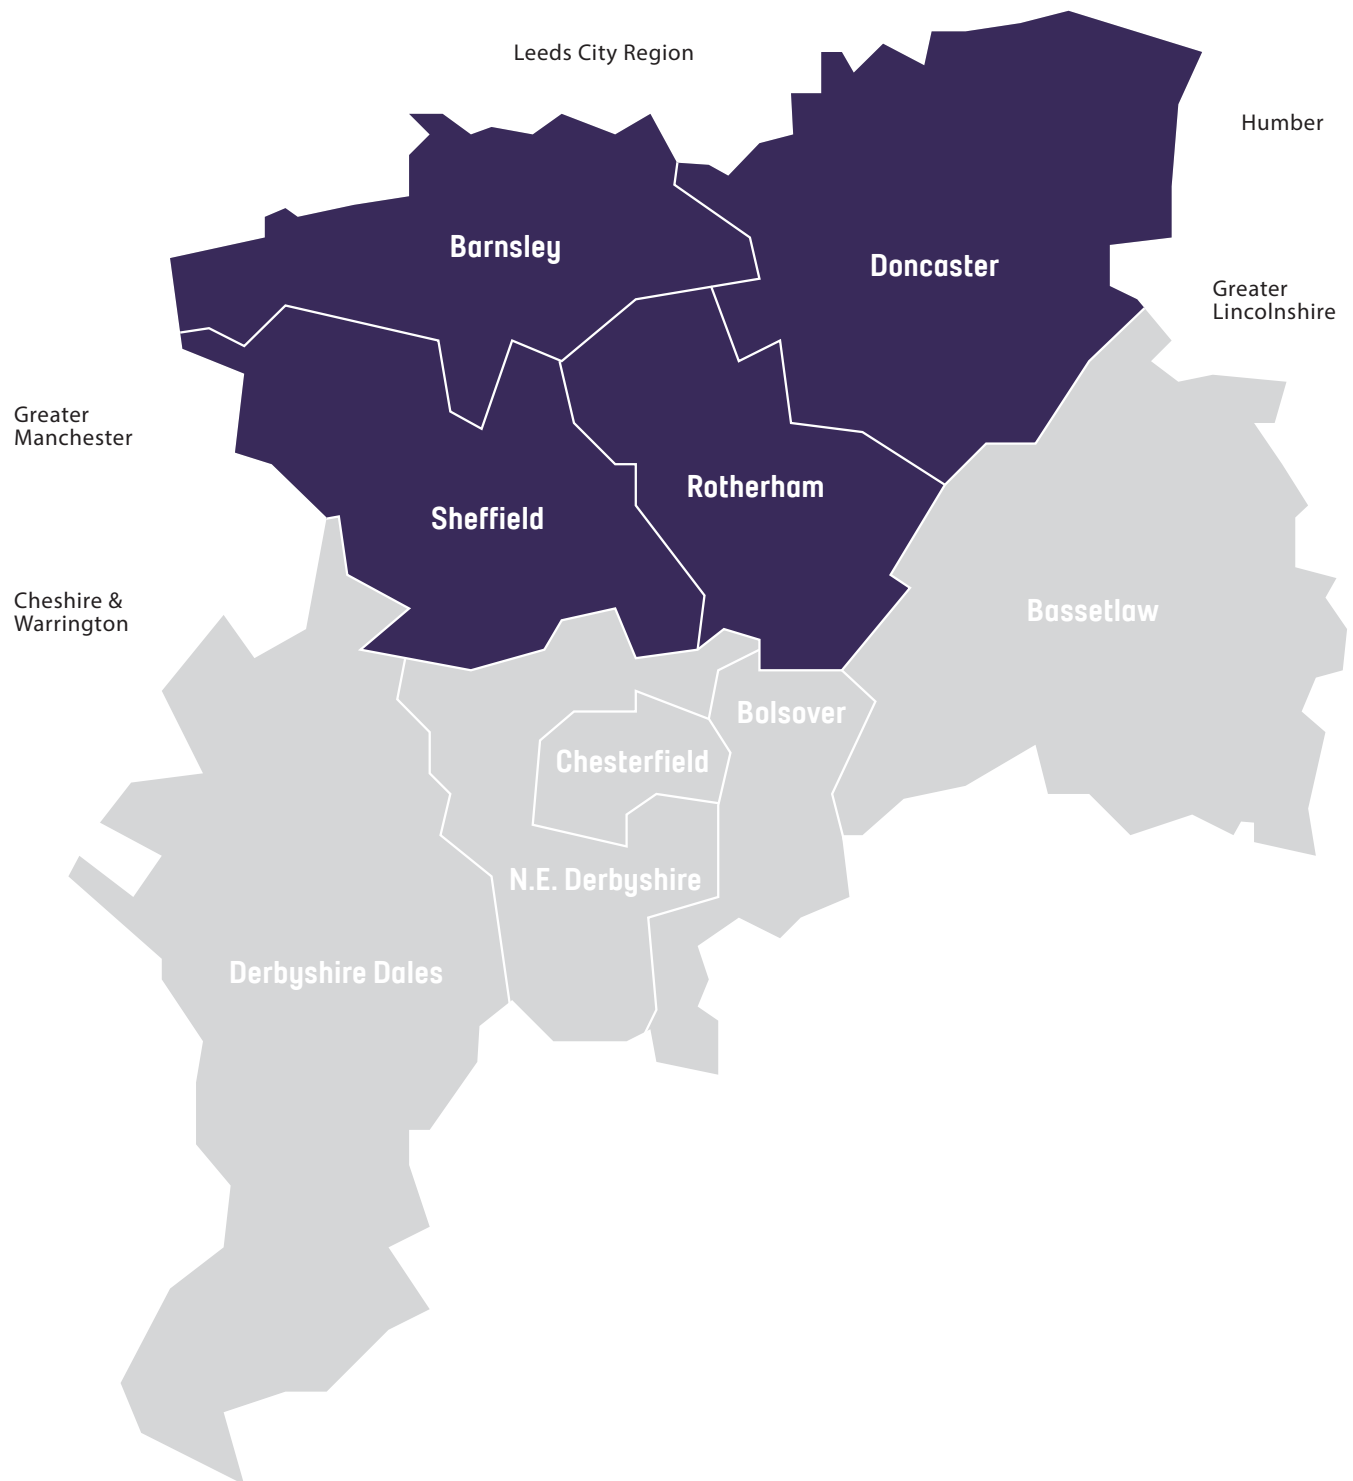 Leeds City Region
Humber
Barnsley
Doncaster
Greater
Lincolnshire
Greater
Manchester
Rotherham
Sheffield
Cheshire &
Warrington
Bassetlaw
Bolsover
Chesterfield
N.E. Derbyshire
Derbyshire Dales